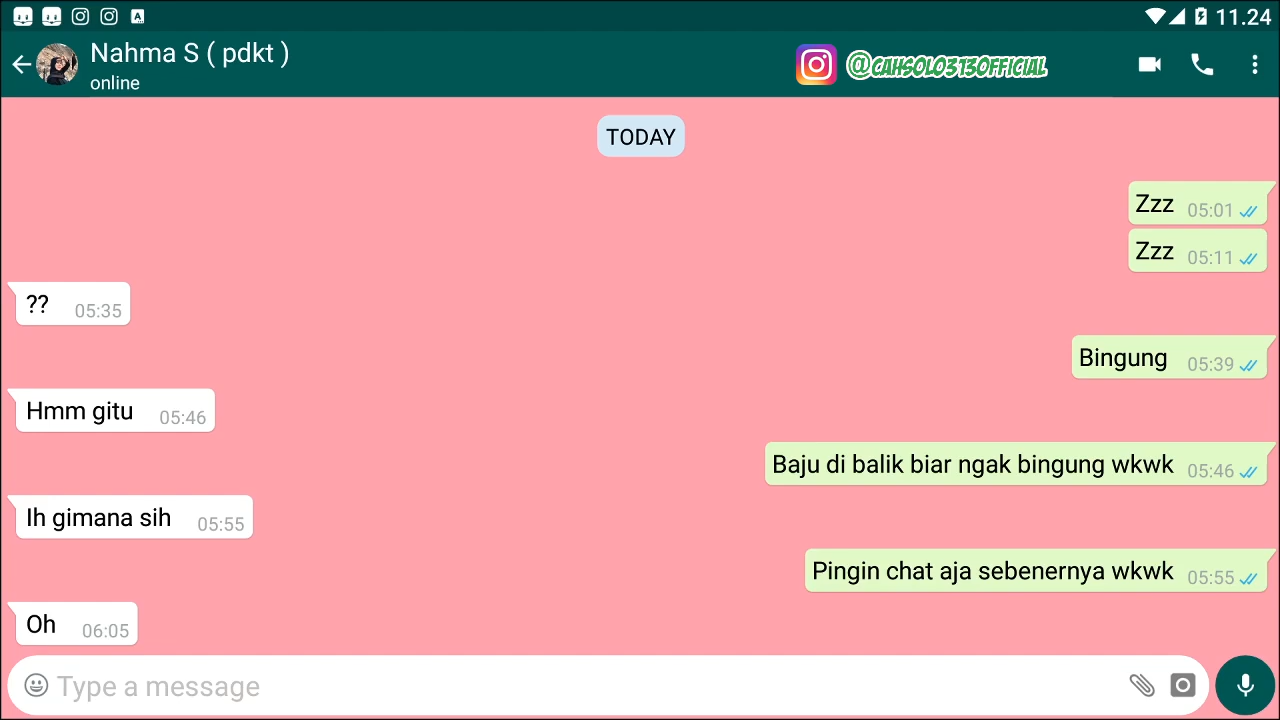 11.24
Nahma S ( pdkt )
online
@CAHSOLO313OFFICIAL
TODAY
Zzz 05:01
Zzz 05:11
?? 05:35
Bingung 05:39
Hmm gitu 05:46
Baju di balik biar ngak bingung wkwk 05:46
Ih gimana sih 05:55
Pingin chat aja sebenernya wkwk 05:55
Oh 06:05
Type a message